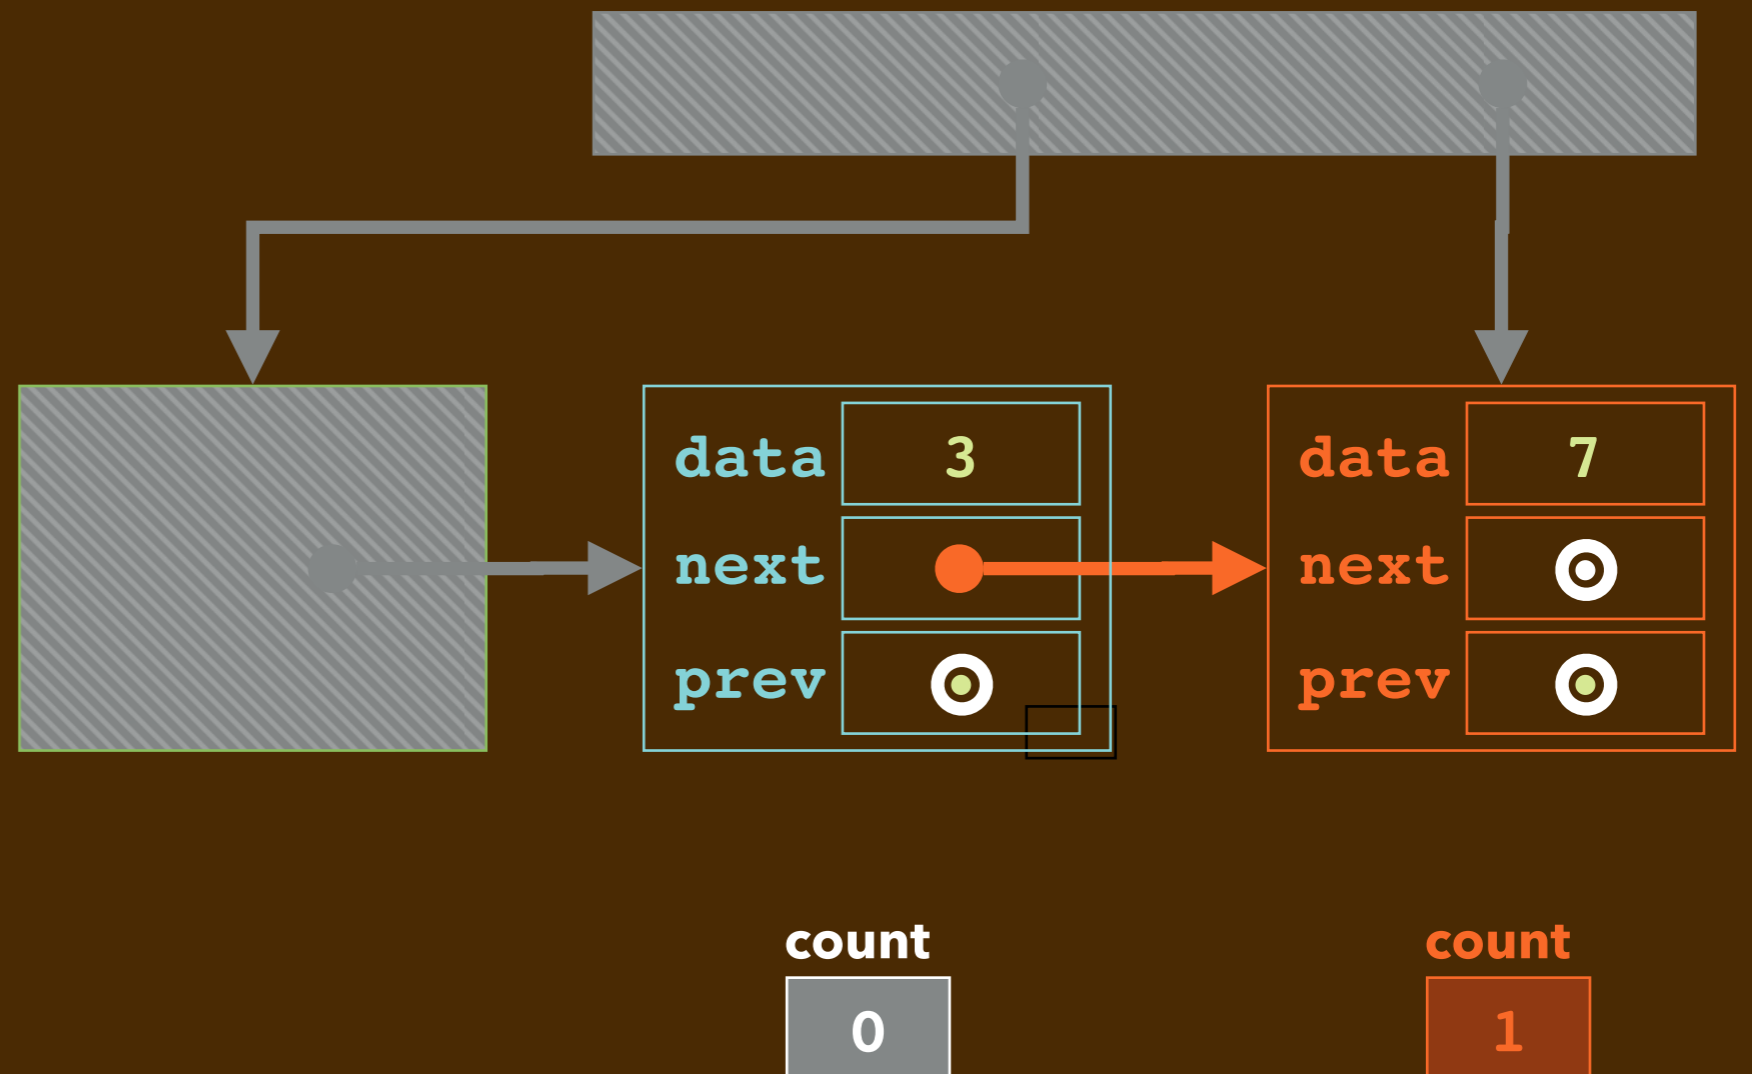 data 3 data 7
next next
prev prev
count count
0 1